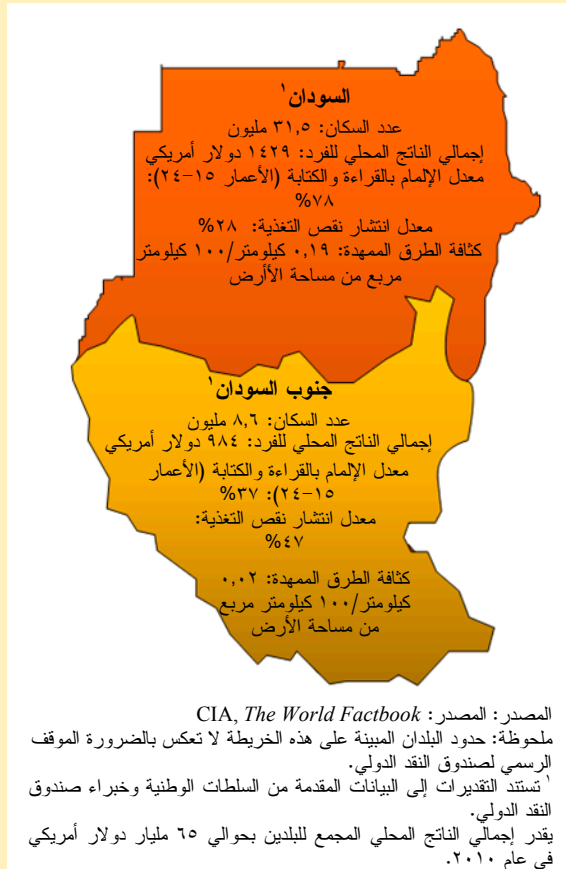 السودان¹
عدد السكان: ٣١,٥ مليون
إجمالي الناتج المحلي للفرد: ١٤٢٩ دولار أمريكي
معدل الإلمام بالقراءة والكتابة (الأعمار ١٥-٢٤):
٧٨%
معدل انتشار نقص التغذية: ٢٨%
كثافة الطرق الممهدة: ٠,١٩ كيلومتر/١٠٠ كيلومتر
مربع من مساحة الأأرض
جنوب السودان¹
عدد السكان: ٨,٦ مليون
إجمالي الناتج المحلي للفرد: ٩٨٤ دولار أمريكي
معدل الإلمام بالقراءة والكتابة (الأعمار
١٥-٢٤): ٣٧%
معدل انتشار نقص التغذية:
٤٧%
كثافة الطرق الممهدة: ٠,٠٢
كيلومتر/١٠٠ كيلومتر مربع
من مساحة الأرض
المصدر: المصدر: CIA, The World Factbook
ملحوظة: حدود البلدان المبينة على هذه الخريطة لا تعكس بالضرورة الموقف
الرسمي لصندوق النقد الدولي.
¹ تستند التقديرات إلى البيانات المقدمة من السلطات الوطنية وخبراء صندوق
النقد الدولي.
يقدر إجمالي الناتج المحلي المجمع للبلدين بحوالي ٦٥ مليار دولار أمريكي
في عام ٢٠١٠.